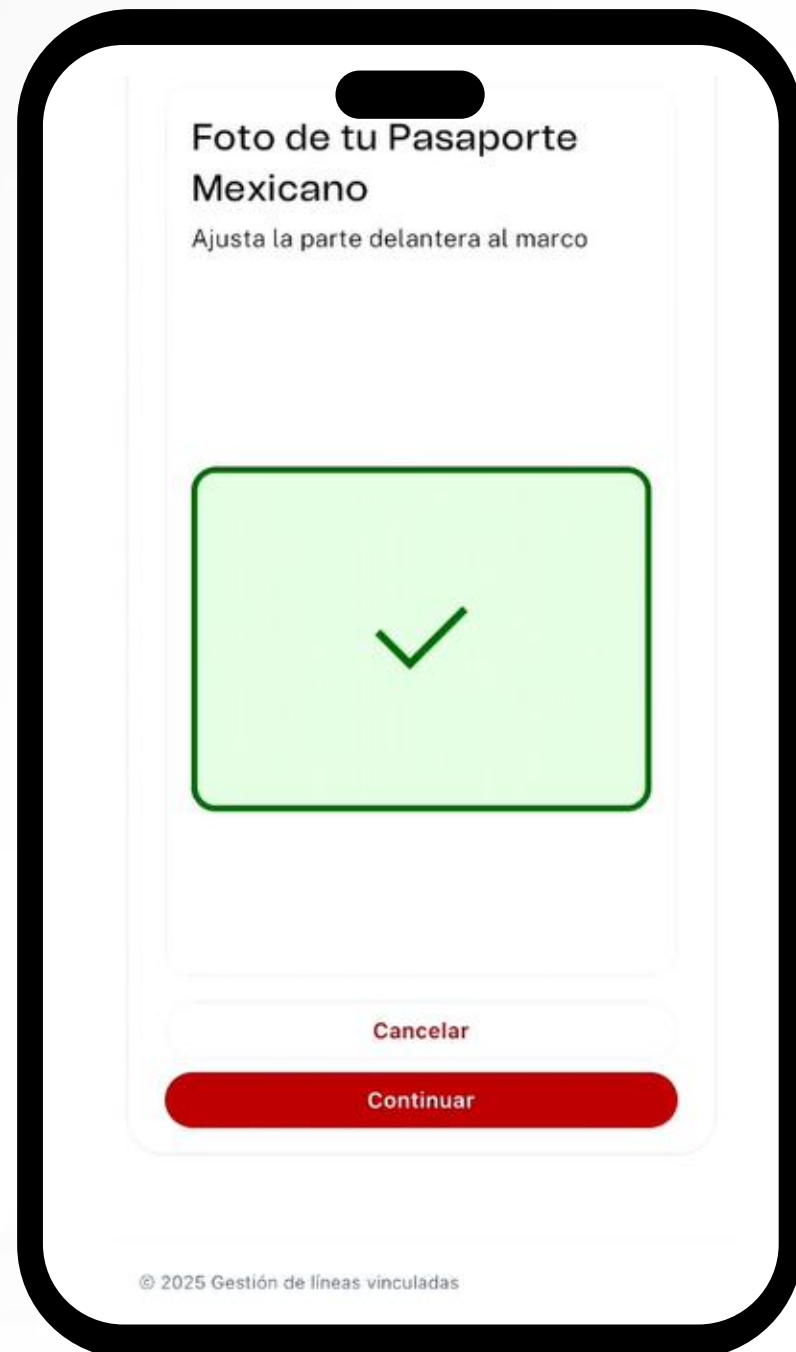 Foto de tu Pasaporte
Mexicano
Ajusta la parte delantera al marco
Cancelar
Continuar
© 2025 Gestión de líneas vinculadas